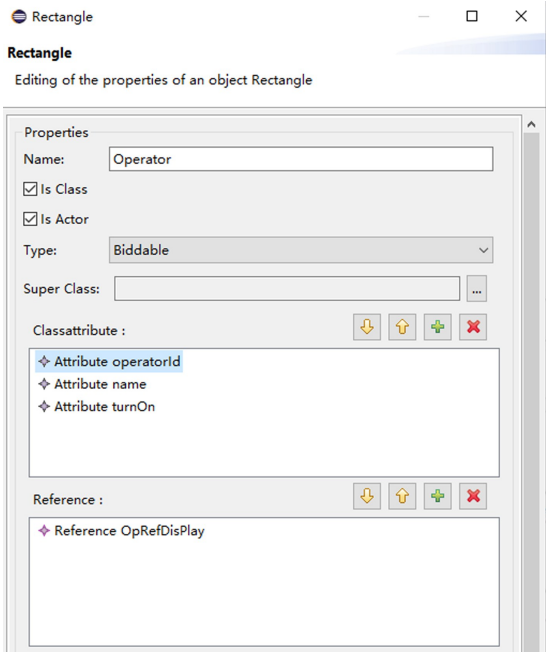 Rectangle
Rectangle
Editing of the properties of an object Rectangle
Properties
Name: Operator
Is Class
Is Actor
Type: Biddable
Super Class: ...
Classattribute :
Attribute operatorId
Attribute name
Attribute turnOn
Reference :
Reference OpRefDisPlay